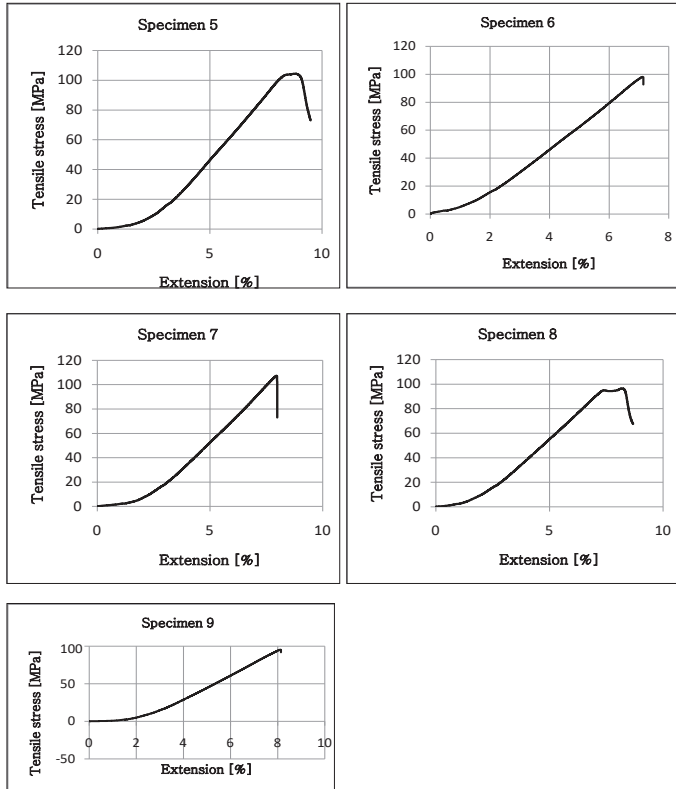 Specimen 5
Tensile stress [MPa]
120
100
80
60
40
20
0
0 5 10
Extension [%]
Specimen 6
Tensile stress [MPa]
120
100
80
60
40
20
0
0 2 4 6 8
Extension [%]
Specimen 7
Tensile stress [MPa]
120
100
80
60
40
20
0
0 5 10
Extension [%]
Specimen 8
Tensile stress [MPa]
120
100
80
60
40
20
0
0 5 10
Extension [%]
Specimen 9
Tensile stress [MPa]
100
50
0
-50
0 2 4 6 8 10
Extension [%]